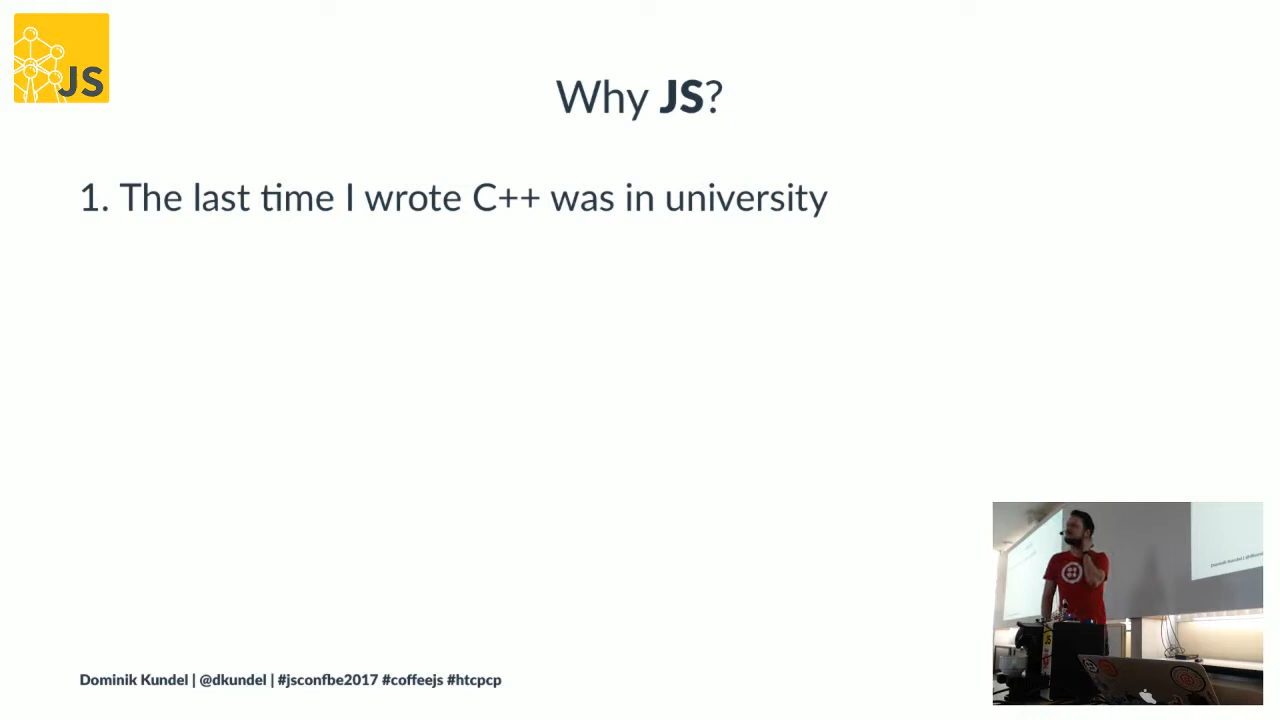 JS
Why JS?
1. The last time I wrote C++ was in university
Dominik Kundel | @dkundel | #jsconfbe2017 #coffeejs #htcpcp